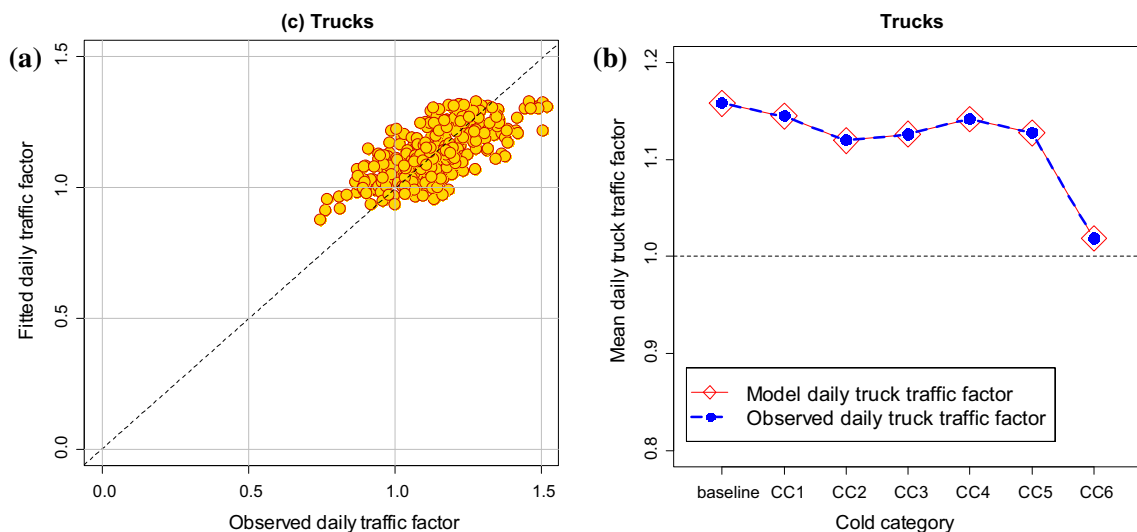 (a)
(c) Trucks
Fitted daily traffic factor
1.5
1.0
0.5
0.0
0.0 0.5 1.0 1.5
Observed daily traffic factor
(b)
Trucks
Mean daily truck traffic factor
1.2
1.1
1.0
0.9
0.8
Model daily truck traffic factor
Observed daily truck traffic factor
baseline CC1 CC2 CC3 CC4 CC5 CC6
Cold category